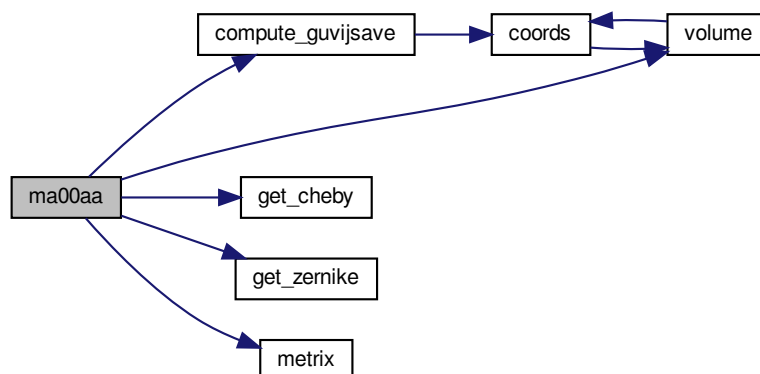 compute_guvijsave
coords
volume
ma00aa
get_cheby
get_zernike
metrix